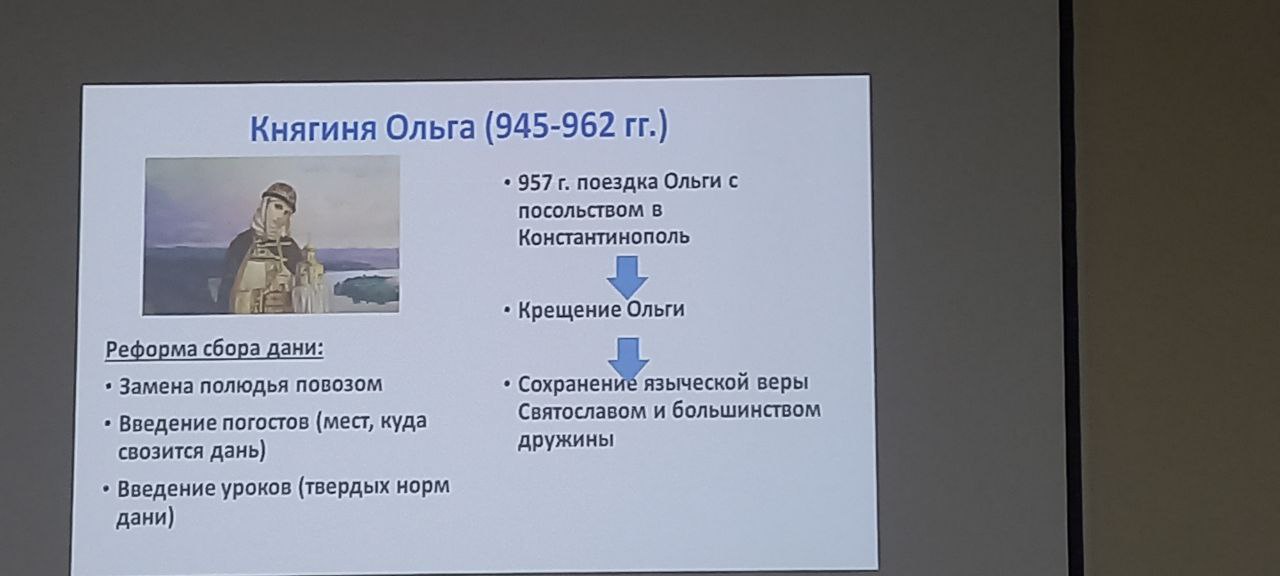 Княгиня Ольга (945-962 гг.)
Реформа сбора дани:
• Замена полюдья повозом
• Введение погостов (мест, куда
свозится дань)
• Введение уроков (твердых норм
дани)
• 957 г. поездка Ольги с
посольством в
Константинополь
• Крещение Ольги
• Сохранение языческой веры
Святославом и большинством
дружины